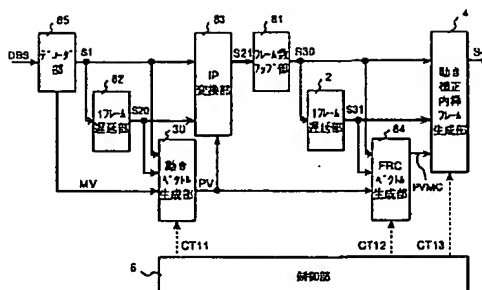 85
83
81
4
DBS
デコーダ部
S1
IP変換部
S21
フレーム数アップ部
S30
動き補正内挿フレーム生成部
82
1フレーム遅延部
S20
2
1フレーム遅延部
S31
30
動きベクトル生成部
84
FRCベクトル生成部
MV
PV
PVMC
CT11
CT12
CT13
6
制御部